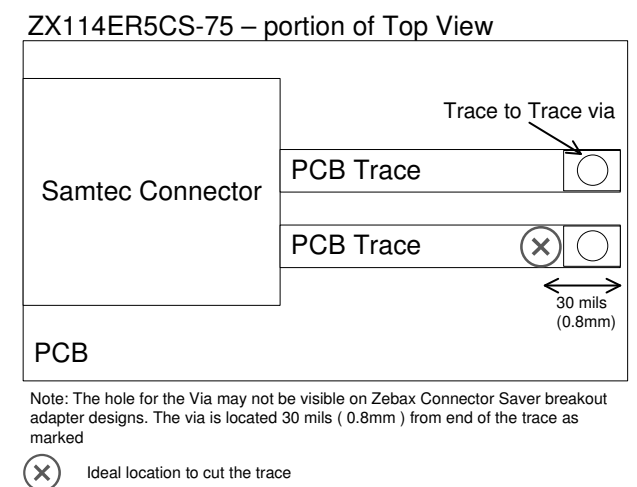 ZX114ER5CS-75 – portion of Top View
Trace to Trace via
PCB Trace
Samtec Connector
PCB Trace
30 mils
(0.8mm)
PCB
Note: The hole for the Via may not be visible on Zebax Connector Saver breakout
adapter designs. The via is located 30 mils ( 0.8mm ) from end of the trace as
marked
Ideal location to cut the trace